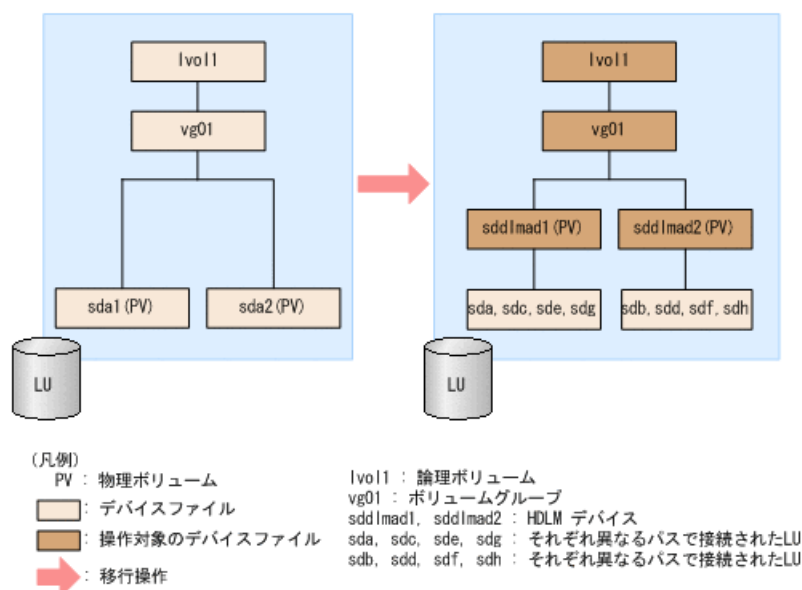 lvol1
vg01
sda1(PV)
sda2(PV)
LU
lvol1
vg01
sddlmad1(PV)
sddlmad2(PV)
sda, sdc, sde, sdg
sdb, sdd, sdf, sdh
LU
(凡例)
PV : 物理ボリューム
: デバイスファイル
: 操作対象のデバイスファイル
: 移行操作
lvol1 : 論理ボリューム
vg01 : ボリュームグループ
sddlmad1, sddlmad2 : HDLM デバイス
sda, sdc, sde, sdg : それぞれ異なるパスで接続されたLU
sdb, sdd, sdf, sdh : それぞれ異なるパスで接続されたLU